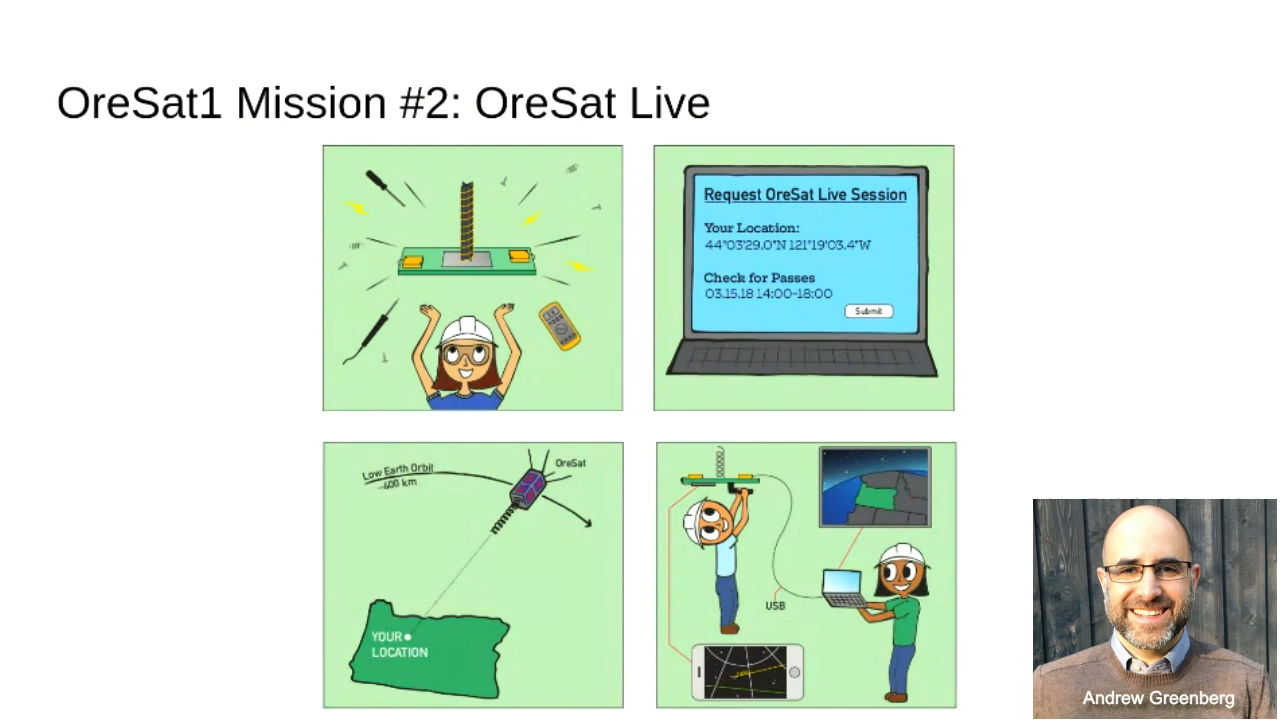 OreSat1 Mission #2: OreSat Live
Request OreSat Live Session
Your Location:
44°03'29.0"N 121°19'03.4"W
Check for Passes
03.15.18 14:00-18:00
Submit
Low Earth Orbit
~400 km
OreSat
YOUR
LOCATION
USB
Andrew Greenberg